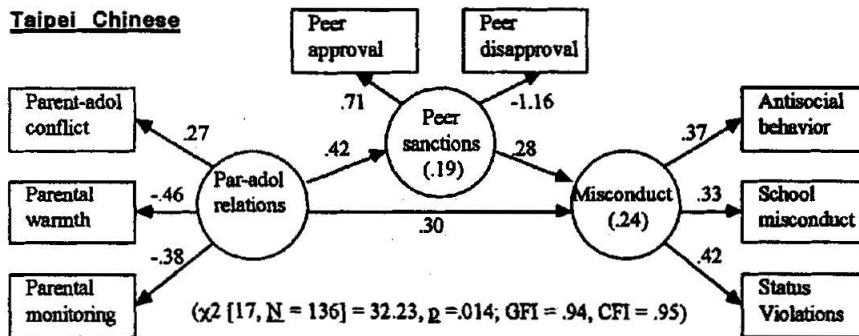 Taipei Chinese
Peer
approval
Peer
disapproval
Parent-adol
conflict
.71
-1.16
Antisocial
behavior
.27
Peer
sanctions
(.19)
.37
.42
.28
Parental
warmth
-.46
Par-adol
relations
Misconduct
(.24)
.33
School
misconduct
.30
-.38
.42
Parental
monitoring
(χ2 [17, N = 136] = 32.23, p =.014; GFI = .94, CFI = .95)
Status
Violations